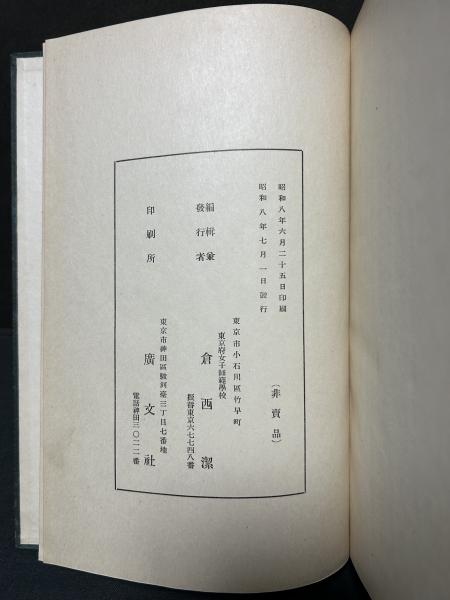 昭和八年六月二十五日印刷
昭和八年七月一日發行
(非賣品)
編輯兼
發行者
東京市小石川區竹早町
東京府女子師範學校
倉西潔
振替東京六七七四八番
印刷所
東京市神田區駿河臺三丁目七番地
廣文社
電話神田三〇二二番